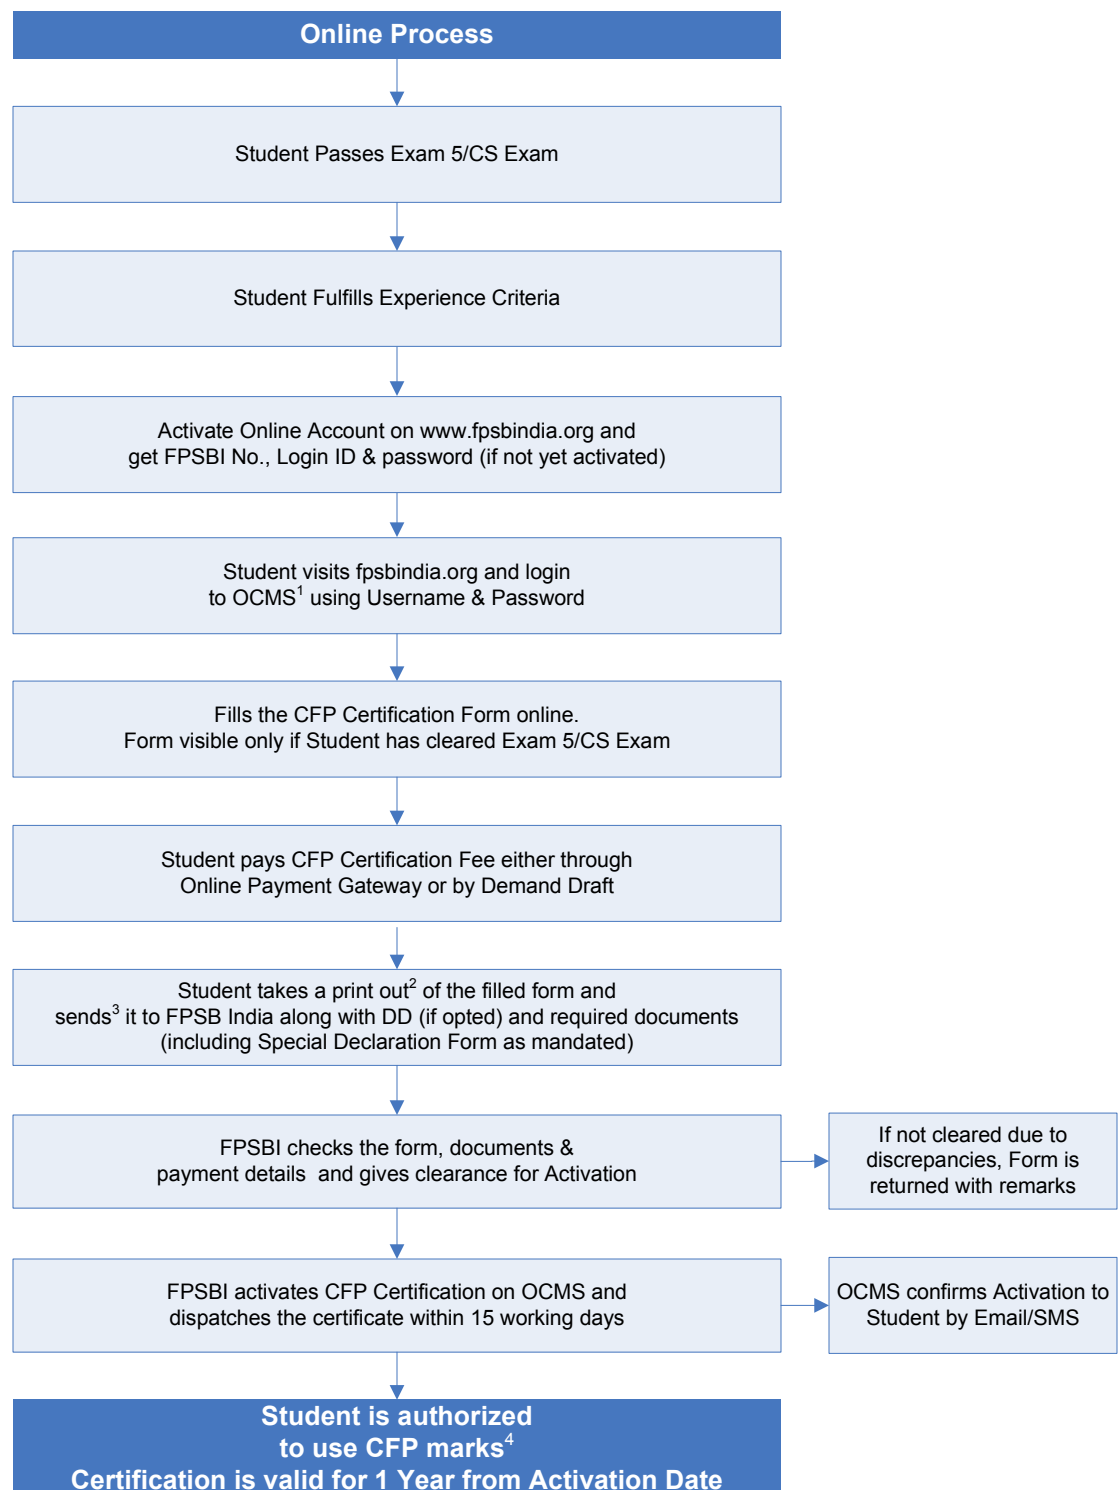 Online Process
Student Passes Exam 5/CS Exam
Student Fulfills Experience Criteria
Activate Online Account on www.fpsbindia.org and
get FPSBI No., Login ID & password (if not yet activated)
Student visits fpsbindia.org and login
to OCMS¹ using Username & Password
Fills the CFP Certification Form online.
Form visible only if Student has cleared Exam 5/CS Exam
Student pays CFP Certification Fee either through
Online Payment Gateway or by Demand Draft
Student takes a print out² of the filled form and
sends³ it to FPSB India along with DD (if opted) and required documents
(including Special Declaration Form as mandated)
FPSBI checks the form, documents &
payment details and gives clearance for Activation
If not cleared due to
discrepancies, Form is
returned with remarks
FPSBI activates CFP Certification on OCMS and
dispatches the certificate within 15 working days
OCMS confirms Activation to
Student by Email/SMS
Student is authorized
to use CFP marks⁴
Certification is valid for 1 Year from Activation Date